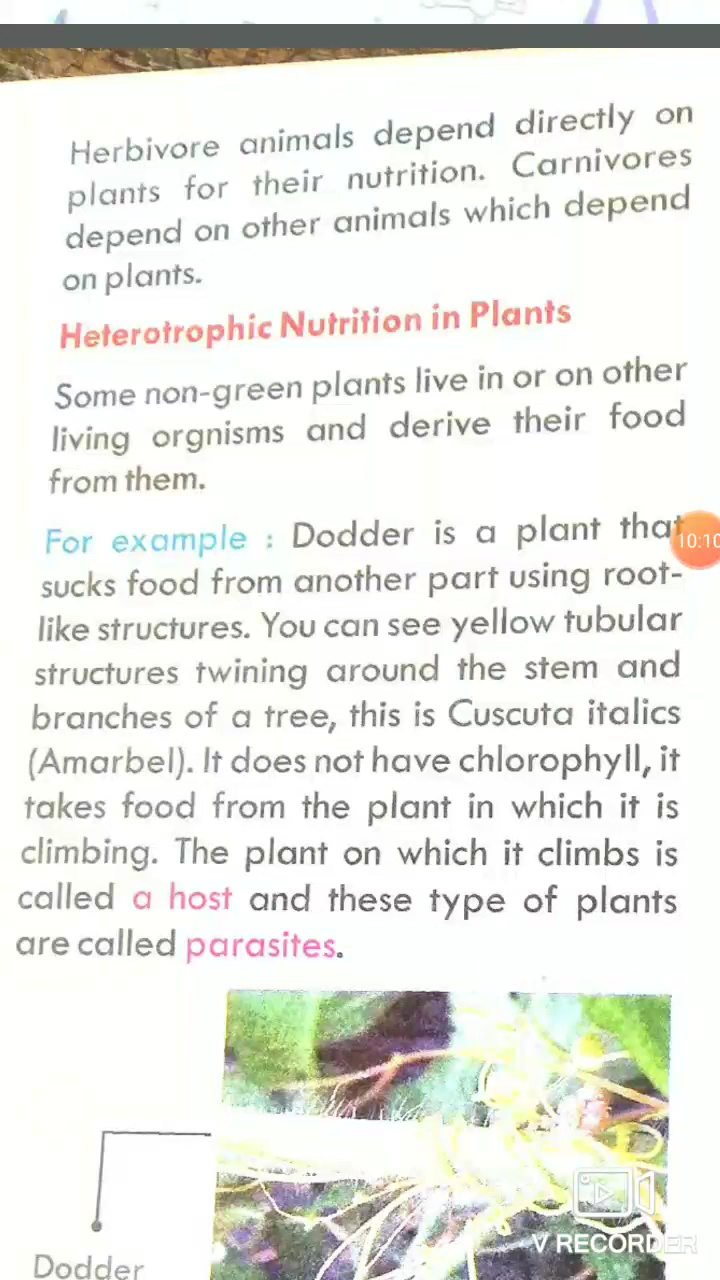 Herbivore animals depend directly on
plants for their nutrition. Carnivores
depend on other animals which depend
on plants.
Heterotrophic Nutrition in Plants
Some non-green plants live in or on other
living orgnisms and derive their food
from them.
For example : Dodder is a plant that
10:10
sucks food from another part using root-
like structures. You can see yellow tubular
structures twining around the stem and
branches of a tree, this is Cuscuta italics
(Amarbel). It does not have chlorophyll, it
takes food from the plant in which it is
climbing. The plant on which it climbs is
called a host and these type of plants
are called parasites.
V RECORDER
Dodder